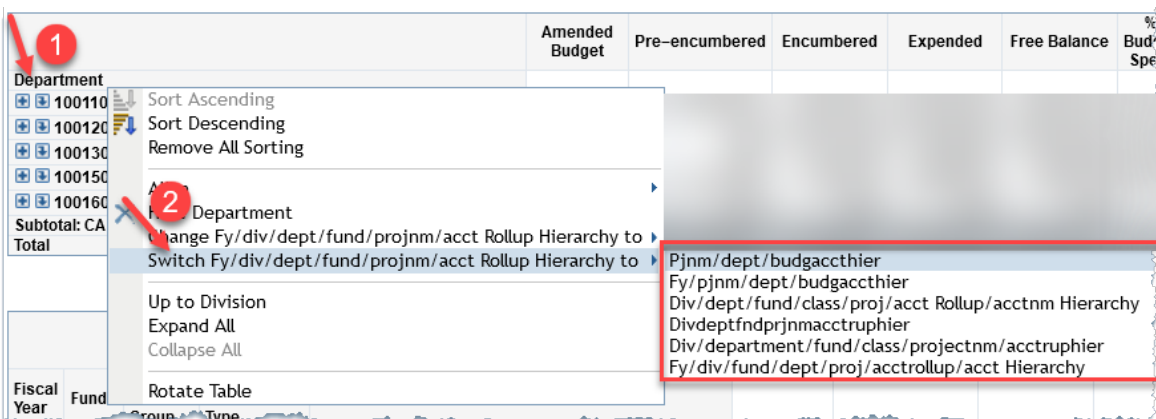 1
Amended Budget Pre-encumbered Encumbered Expended Free Balance %
Department
100110
100120
100130
100150
100160
Subtotal: CA
Total
Sort Ascending
Sort Descending
Remove All Sorting
2
Department
Change Fy/div/dept/fund/projnm/acct Rollup Hierarchy to
Switch Fy/div/dept/fund/projnm/acct Rollup Hierarchy to
Up to Division
Expand All
Collapse All
Rotate Table
Pjnm/dept/budgaccthier
Fy/pjnm/dept/budgaccthier
Div/dept/fund/class/proj/acct Rollup/acctnm Hierarchy
Divdeptfndprjnmacctruphier
Div/department/fund/class/projectnm/acctruphier
Fy/div/fund/dept/proj/acctrollup/acct Hierarchy
Fiscal
Year Fund
Group Type